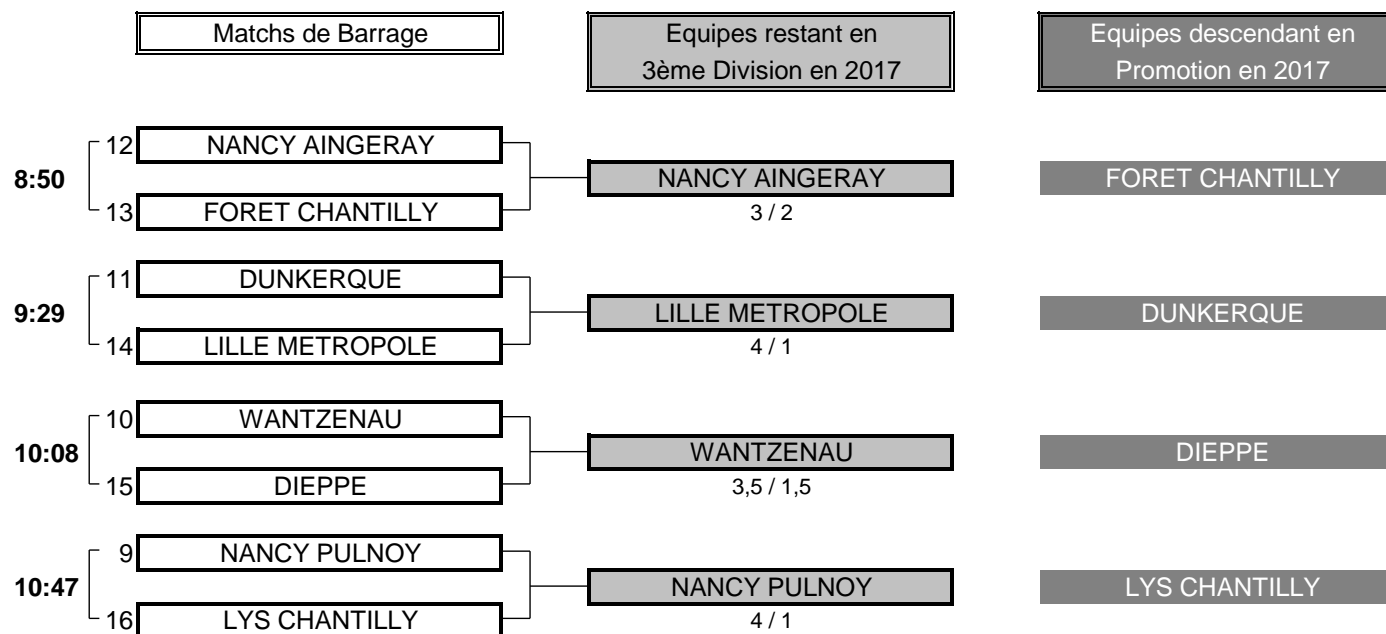 Matchs de Barrage
Equipes restant en
3ème Division en 2017
Equipes descendant en
Promotion en 2017
12 NANCY AINGERAY
8:50 NANCY AINGERAY FORET CHANTILLY
13 FORET CHANTILLY 3 / 2
11 DUNKERQUE
9:29 LILLE METROPOLE DUNKERQUE
14 LILLE METROPOLE 4 / 1
10 WANTZENAU
10:08 WANTZENAU DIEPPE
15 DIEPPE 3,5 / 1,5
9 NANCY PULNOY
10:47 NANCY PULNOY LYS CHANTILLY
16 LYS CHANTILLY 4 / 1